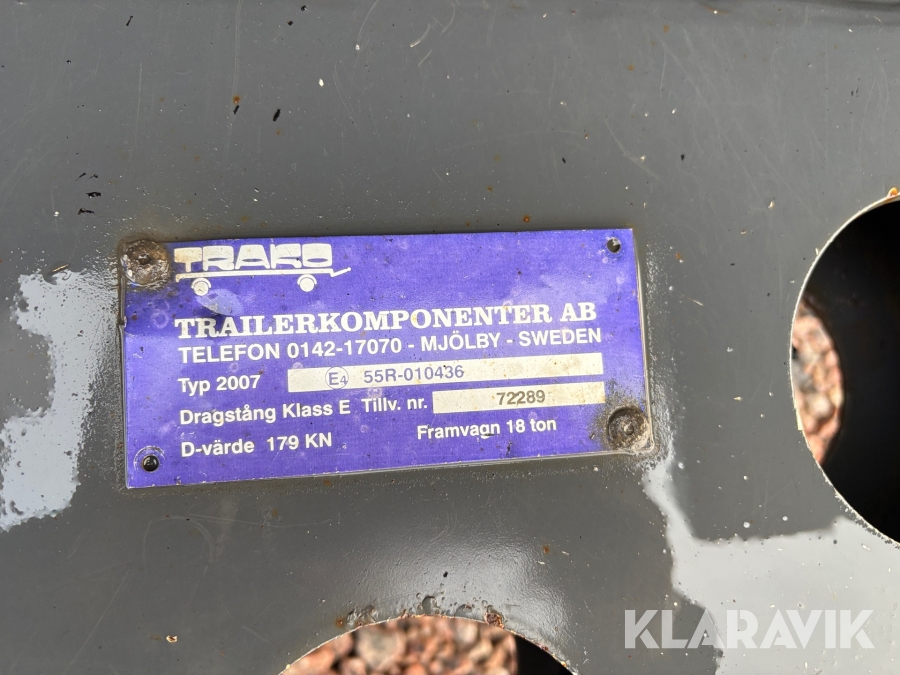 TRAKO
TRAILERKOMPONENTER AB
TELEFON 0142-17070 - MJÖLBY - SWEDEN
Typ 2007 E4 55R-010436
Dragstång Klass E Tillv. nr. 72289
D-värde 179 KN Framvagn 18 ton
KLARAVIK